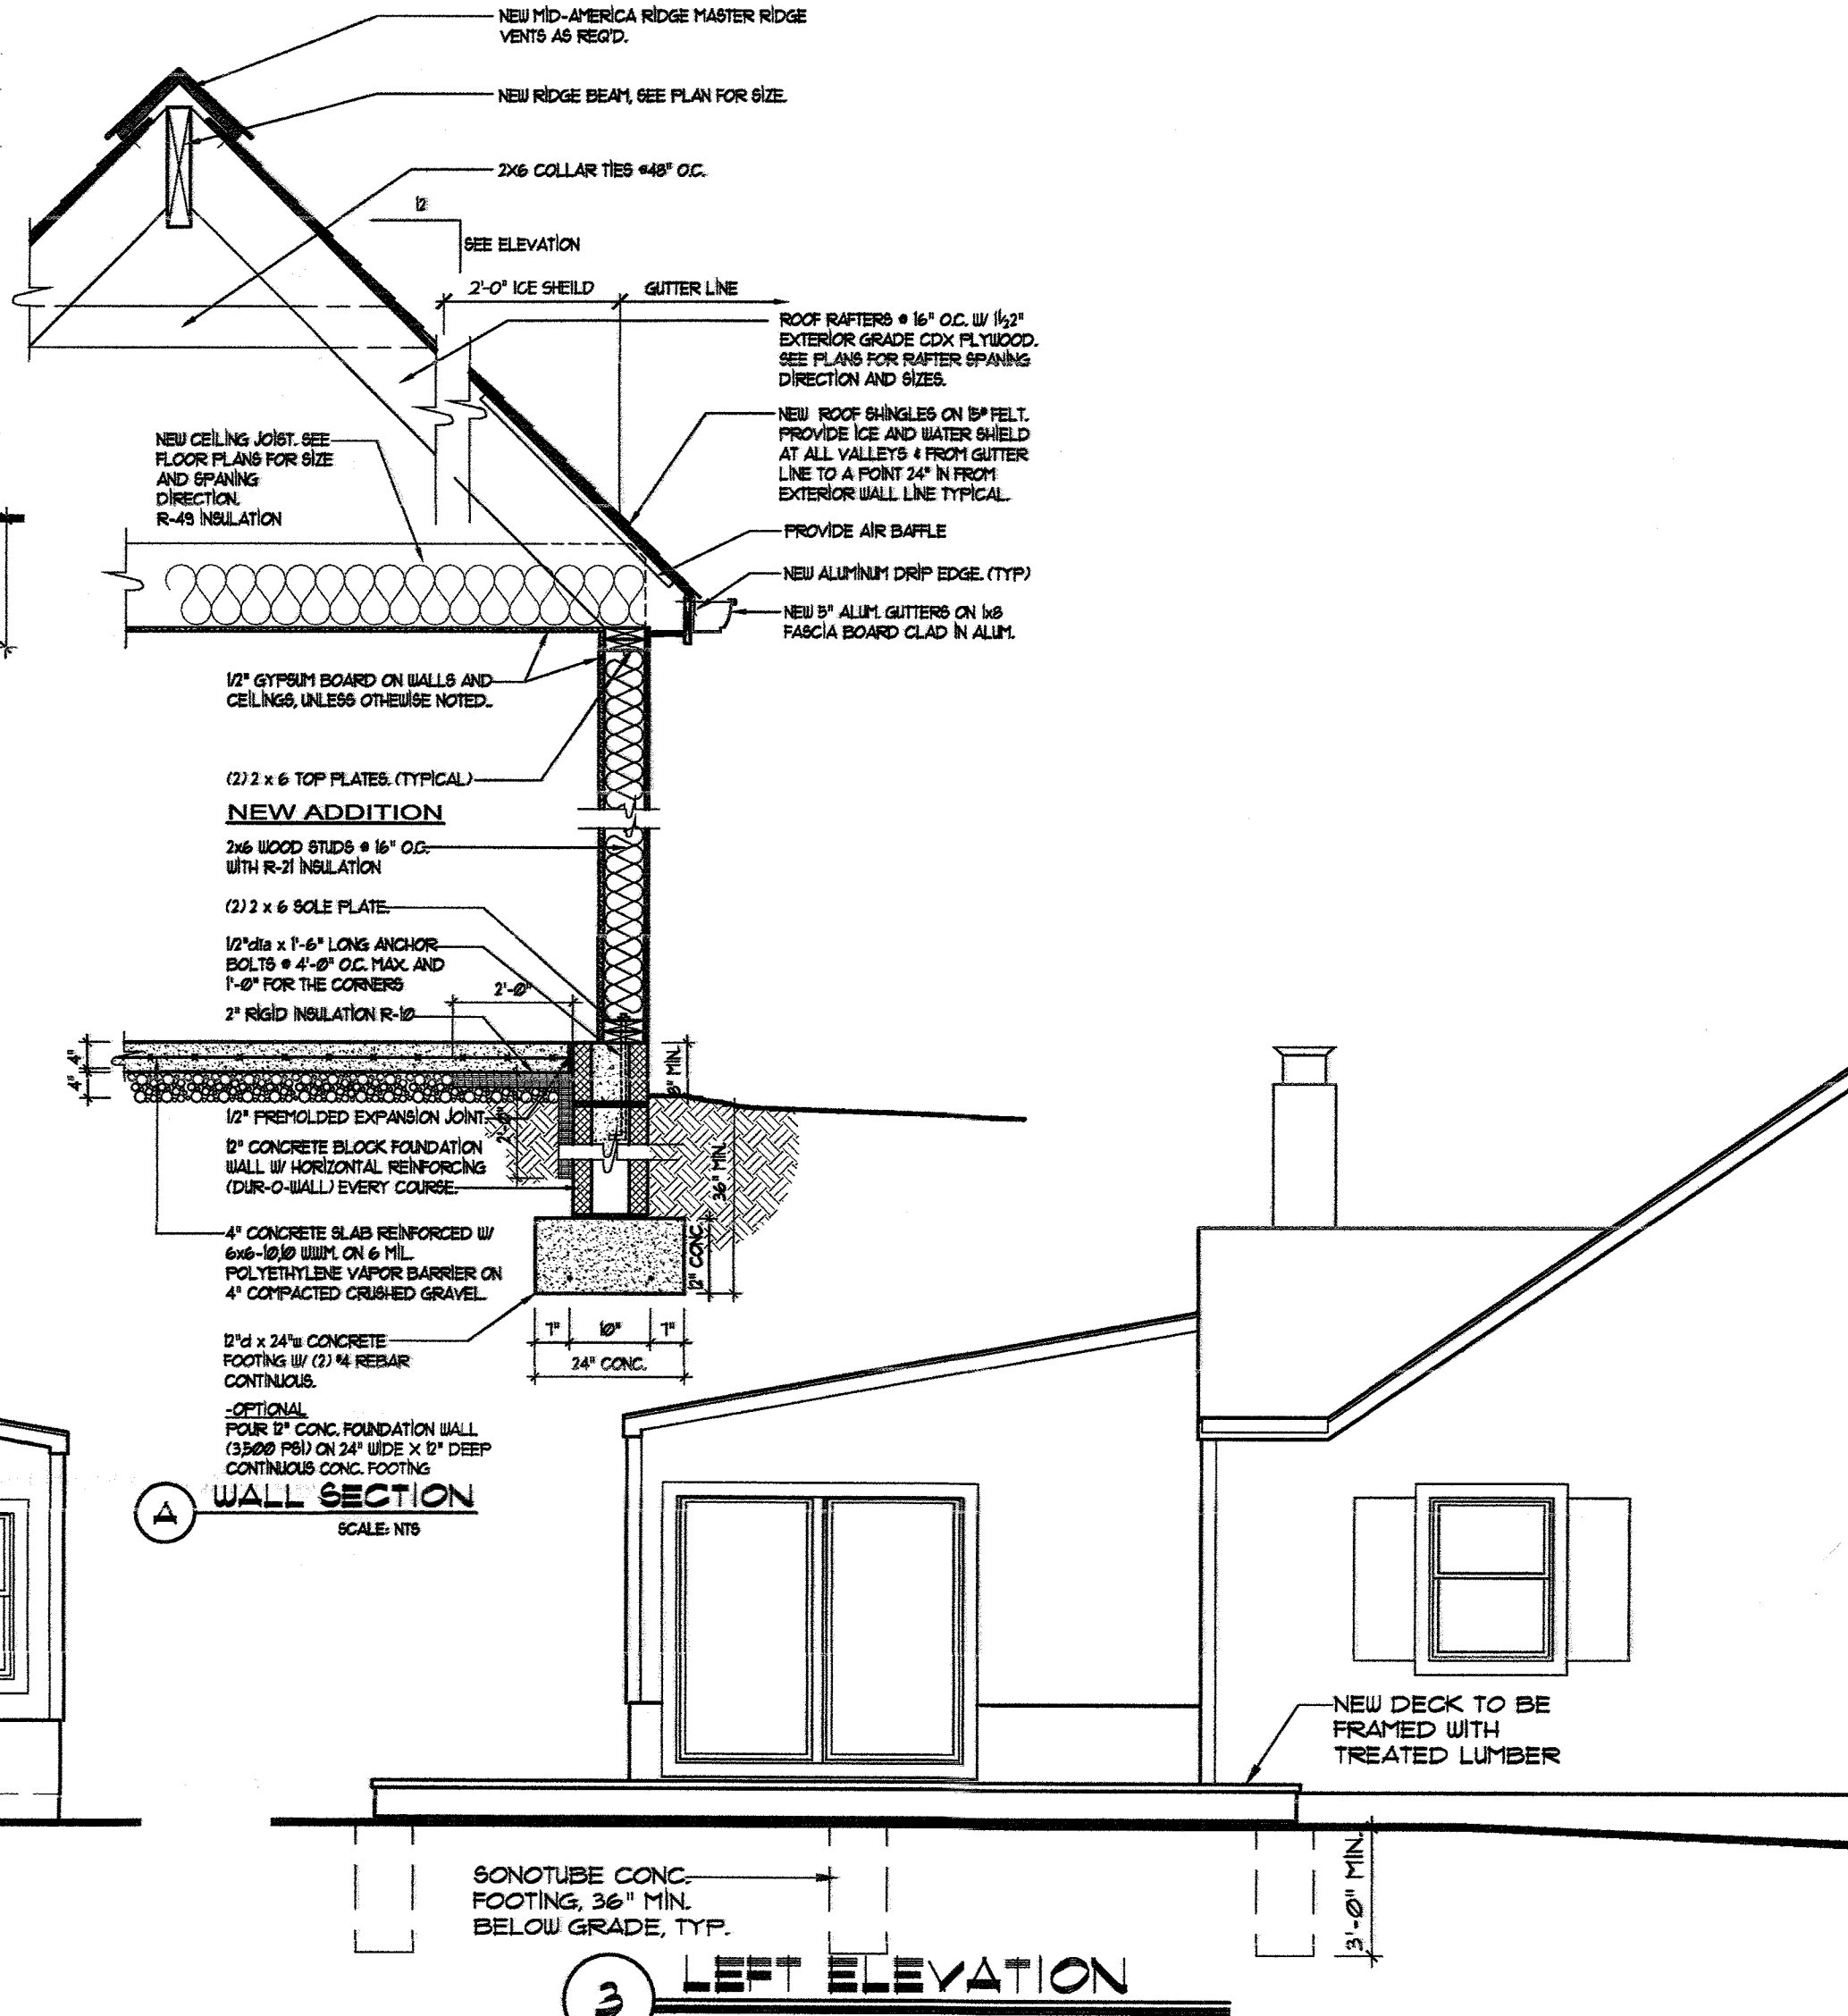 NEW MID-AMERICA RIDGE MASTER RIDGE
VENTS AS REQ'D.
NEW RIDGE BEAM, SEE PLAN FOR SIZE.
2X6 COLLAR TIES @48" O.C.
12
SEE ELEVATION
2'-0" ICE SHEILD
GUTTER LINE
ROOF RAFTERS @ 16" O.C. W/ 1½2"
EXTERIOR GRADE CDX PLYWOOD.
SEE PLANS FOR RAFTER SPANING
DIRECTION AND SIZES.
NEW ROOF SHINGLES ON 15# FELT.
PROVIDE ICE AND WATER SHIELD
AT ALL VALLEYS & FROM GUTTER
LINE TO A POINT 24" IN FROM
EXTERIOR WALL LINE TYPICAL.
NEW CEILING JOIST. SEE
FLOOR PLANS FOR SIZE
AND SPANING
DIRECTION.
R-49 INSULATION
PROVIDE AIR BAFFLE
NEW ALUMINUM DRIP EDGE. (TYP)
NEW 5" ALUM. GUTTERS ON 1x8
FASCIA BOARD CLAD IN ALUM.
1/2" GYPSUM BOARD ON WALLS AND
CEILINGS, UNLESS OTHEWISE NOTED.
(2) 2 x 6 TOP PLATES. (TYPICAL)
NEW ADDITION
2x6 WOOD STUDS @ 16" O.C.
WITH R-21 INSULATION
(2) 2 x 6 SOLE PLATE.
1/2"dia x 1'-6" LONG ANCHOR
BOLTS @ 4'-0" O.C. MAX. AND
1'-0" FOR THE CORNERS
2'-0"
2" RIGID INSULATION R-10
4"
4"
8" MIN.
1/2" PREMOLDED EXPANSION JOINT.
2'-0"
12" CONCRETE BLOCK FOUNDATION
WALL W/ HORIZONTAL REINFORCING
(DUR-O-WALL) EVERY COURSE.
36" MIN.
4" CONCRETE SLAB REINFORCED W/
6x6-10,10 WWM. ON 6 MIL.
POLYETHYLENE VAPOR BARRIER ON
4" COMPACTED CRUSHED GRAVEL.
12" CONC.
12"d x 24"w CONCRETE
FOOTING W/ (2) #4 REBAR
CONTINUOUS.
7"
10"
7"
24" CONC.
-OPTIONAL
POUR 12" CONC. FOUNDATION WALL
(3,500 PSI) ON 24" WIDE X 12" DEEP
CONTINUOUS CONC. FOOTING
A
WALL SECTION
SCALE: NTS
NEW DECK TO BE
FRAMED WITH
TREATED LUMBER
SONOTUBE CONC.
FOOTING, 36" MIN.
BELOW GRADE, TYP.
3'-0" MIN.
3
LEFT ELEVATION